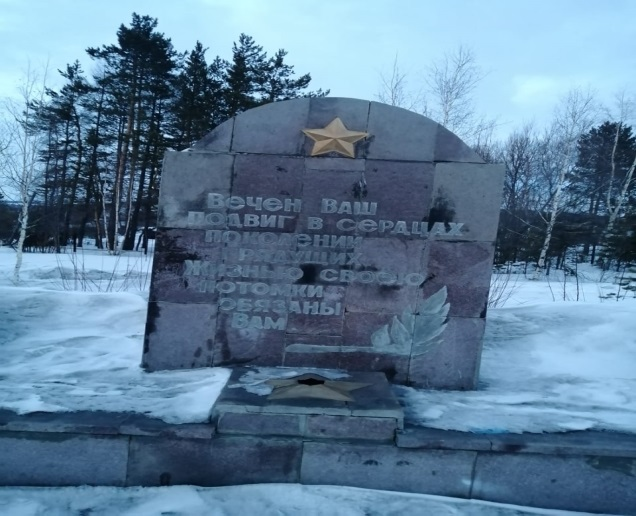 Вечен Ваш
подвиг в сердцах
поколений
грядущих
Жизнью своею
потомки
обязаны
Вам